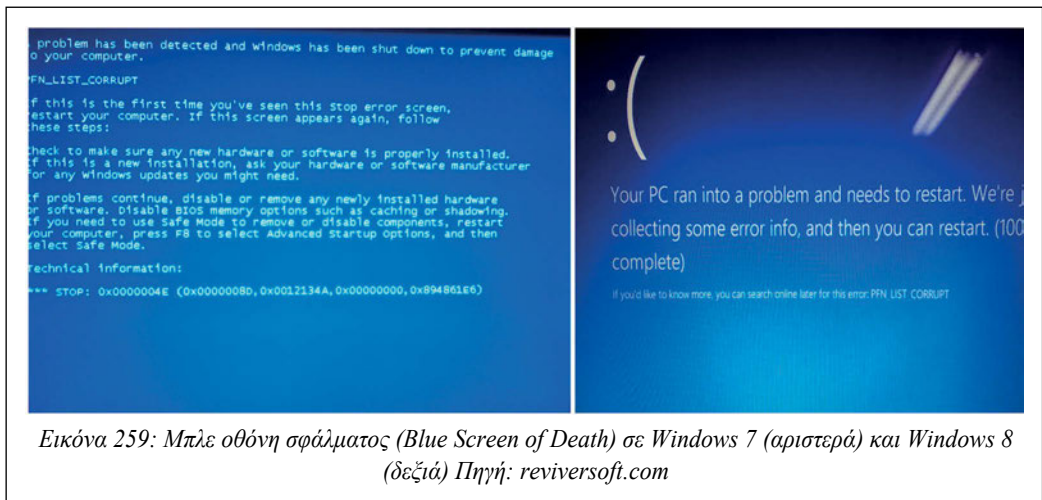 problem has been detected and windows has been shut down to prevent damage
o your computer.
PFN_LIST_CORRUPT
f this is the first time you've seen this Stop error screen,
estart your computer. If this screen appears again, follow
hese steps:
heck to make sure any new hardware or software is properly installed.
f this is a new installation, ask your hardware or software manufacturer
for any windows updates you might need.
f problems continue, disable or remove any newly installed hardware
or software. Disable BIOS memory options such as caching or shadowing.
If you need to use Safe Mode to remove or disable components, restart
your computer, press F8 to select Advanced Startup Options, and then
select Safe Mode.
Technical information:
*** STOP: 0x0000004E (0x0000008D,0x0012134A,0x00000000,0x894861E6)
:(
Your PC ran into a problem and needs to restart. We're j
collecting some error info, and then you can restart. (100
complete)
If you'd like to know more, you can search online later for this error: PFN_LIST_CORRUPT
Εικόνα 259: Μπλε οθόνη σφάλματος (Blue Screen of Death) σε Windows 7 (αριστερά) και Windows 8
(δεξιά) Πηγή: reviversoft.com